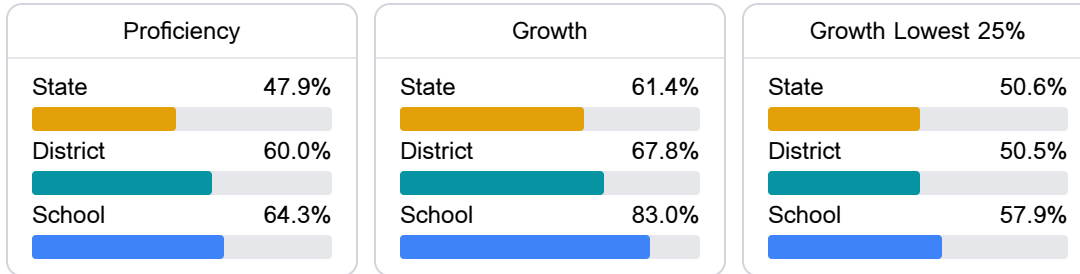 Proficiency
State 47.9%
District 60.0%
School 64.3%
Growth
State 61.4%
District 67.8%
School 83.0%
Growth Lowest 25%
State 50.6%
District 50.5%
School 57.9%